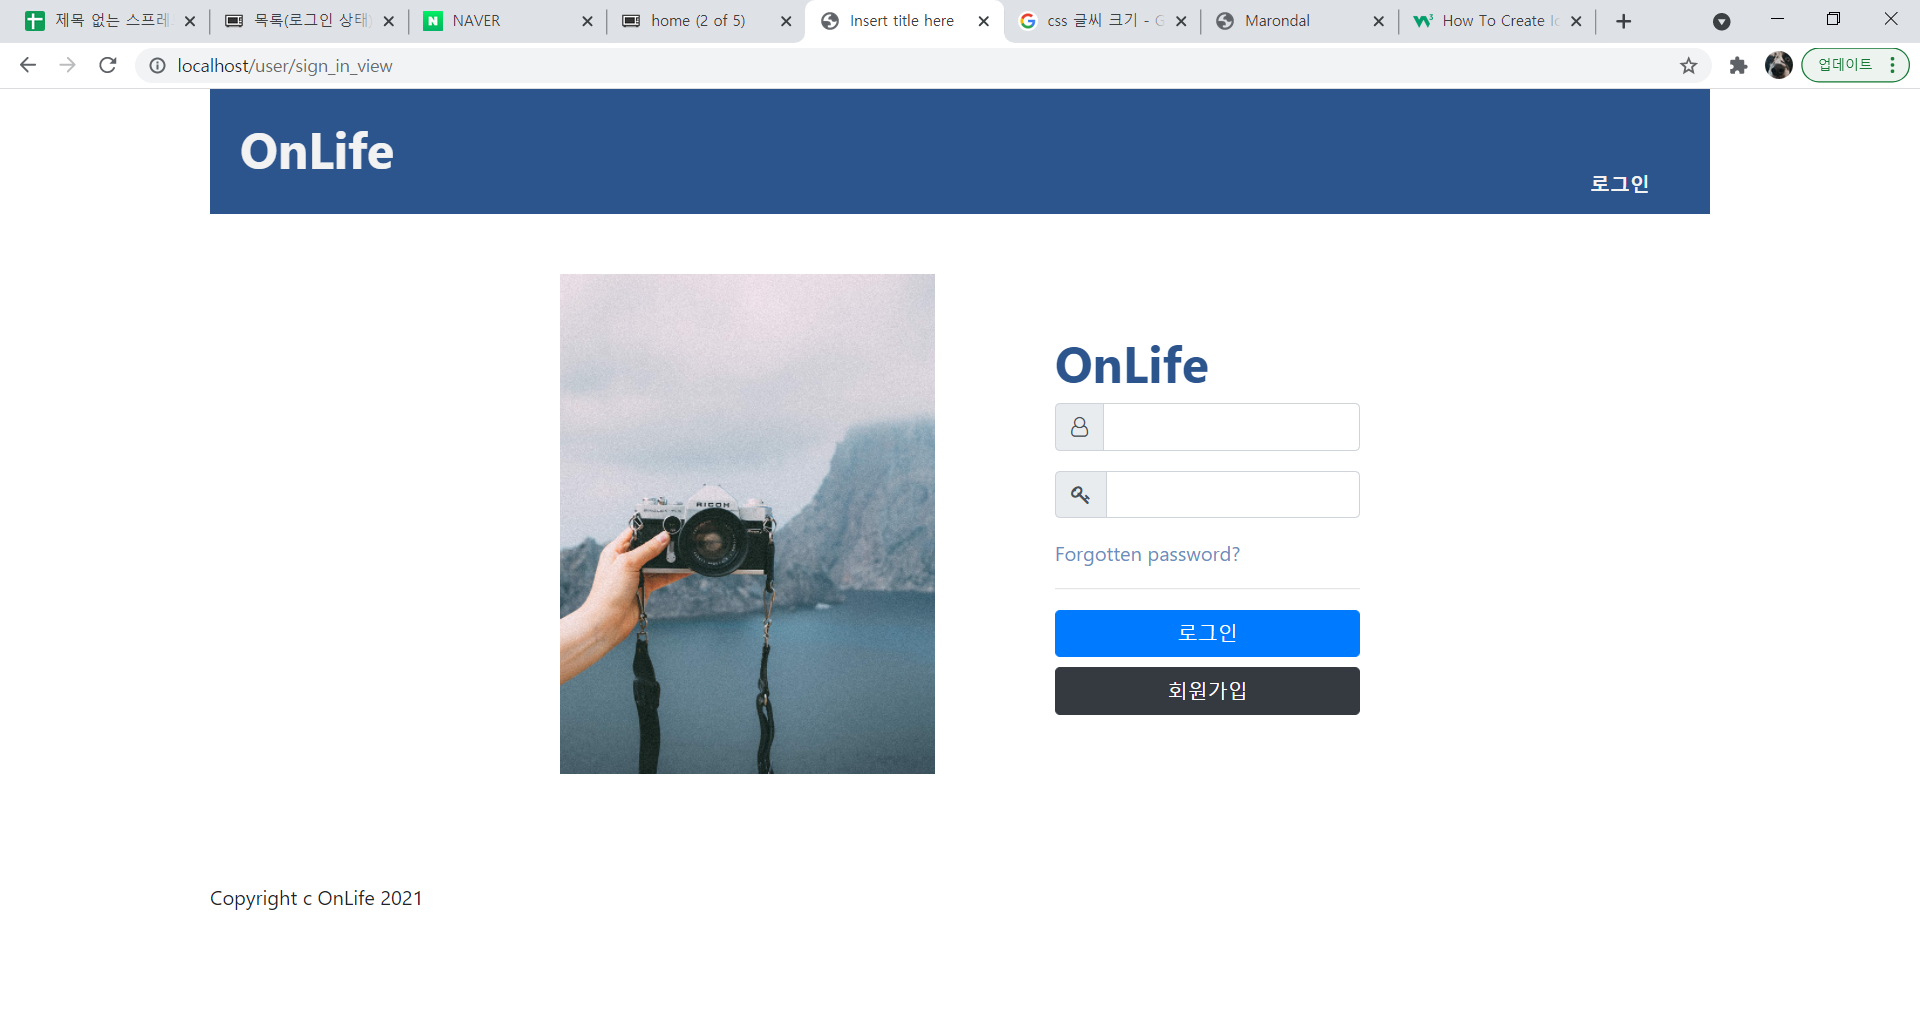 제목 없는 스프레
목록(로그인 상태)
NAVER
home (2 of 5)
Insert title here
css 글씨 크기 - G
Marondal
How To Create Ic
localhost/user/sign_in_view
업데이트
OnLife
로그인
RICOH
OnLife
Forgotten password?
로그인
회원가입
Copyright c OnLife 2021